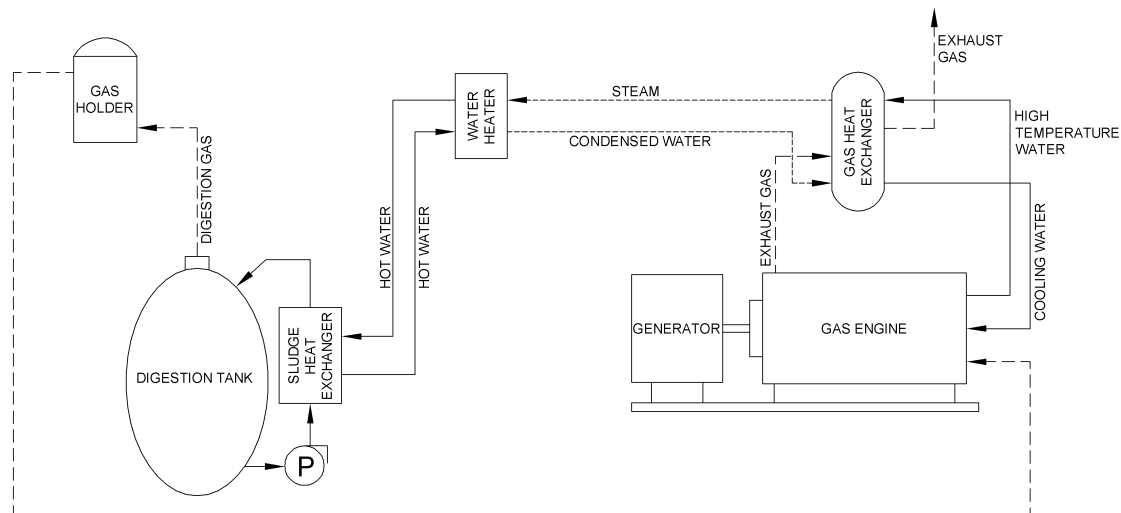 EXHAUST
GAS
GAS
HOLDER
WATER
HEATER
STEAM
CONDENSED WATER
GAS HEAT
EXCHANGER
HIGH
TEMPERATURE
WATER
DIGESTION GAS
HOT WATER
HOT WATER
EXHAUST GAS
COOLING WATER
DIGESTION TANK
SLUDGE
HEAT
EXCHANGER
GENERATOR
GAS ENGINE
P